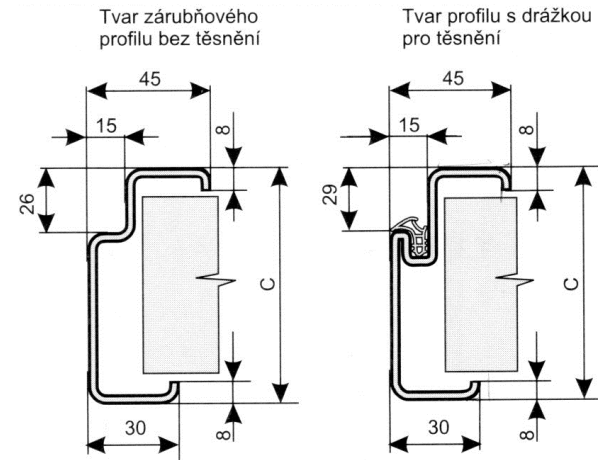 Tvar zárubňového
profilu bez těsnění
45
15
8
26
C
30
8
Tvar profilu s drážkou
pro těsnění
45
15
8
29
C
30
8